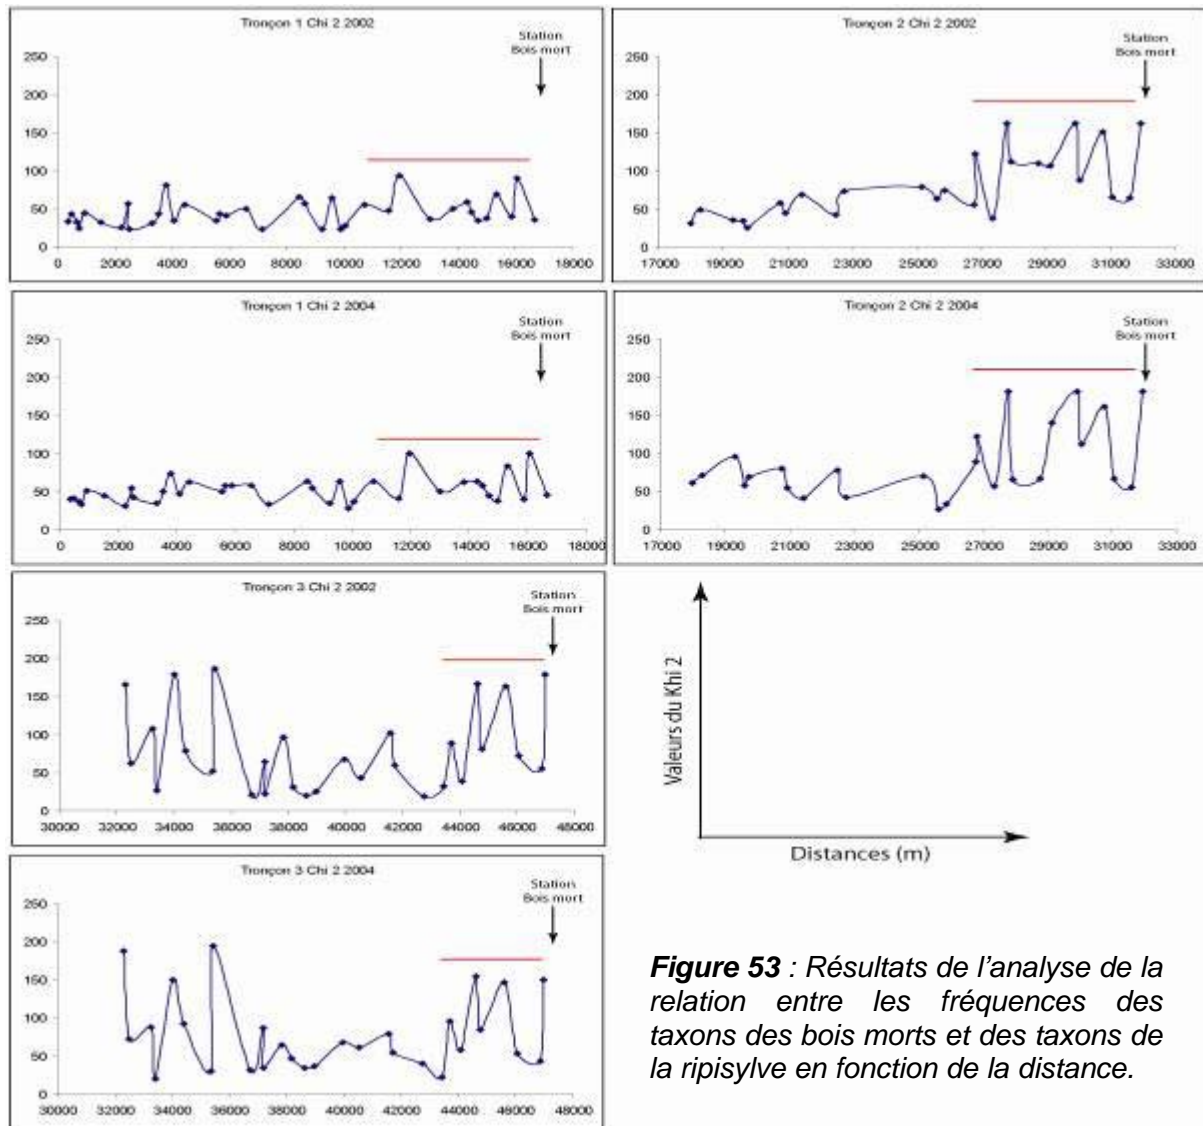 Tronçon 1 Chi 2 2002
Station
Bois mort
250
200
150
100
50
0
0 2000 4000 6000 8000 10000 12000 14000 16000 18000
Tronçon 2 Chi 2 2002
Station
Bois mort
250
200
150
100
50
0
17000 19000 21000 23000 25000 27000 29000 31000 33000
Tronçon 1 Chi 2 2004
Station
Bois mort
250
200
150
100
50
0
0 2000 4000 6000 8000 10000 12000 14000 16000 18000
Tronçon 2 Chi 2 2004
Station
Bois mort
250
200
150
100
50
0
17000 19000 21000 23000 25000 27000 29000 31000 33000
Tronçon 3 Chi 2 2002
Station
Bois mort
250
200
150
100
50
0
30000 32000 34000 36000 38000 40000 42000 44000 46000 48000
Valeurs du Khi 2
Distances (m)
Tronçon 3 Chi 2 2004
Station
Bois mort
250
200
150
100
50
0
30000 32000 34000 36000 38000 40000 42000 44000 46000 48000
Figure 53 : Résultats de l'analyse de la
relation entre les fréquences des
taxons des bois morts et des taxons de
la ripisylve en fonction de la distance.